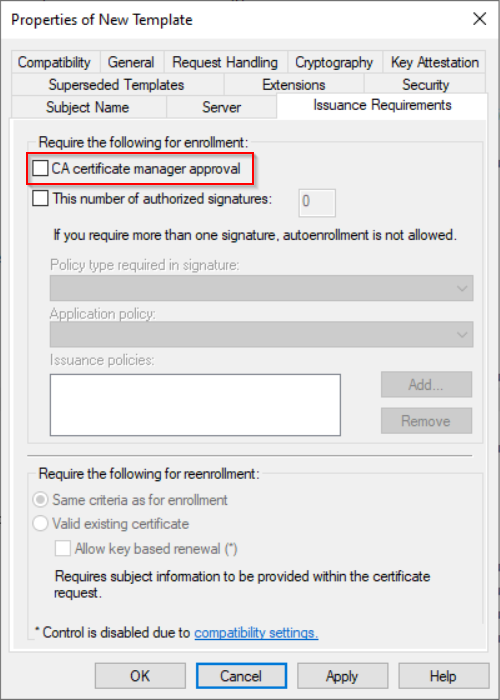 Properties of New Template
Compatibility General Request Handling Cryptography Key Attestation
Superseded Templates Extensions Security
Subject Name Server Issuance Requirements
Require the following for enrollment:
CA certificate manager approval
This number of authorized signatures: 0
If you require more than one signature, autoenrollment is not allowed.
Policy type required in signature:
Application policy:
Issuance policies:
Add...
Remove
Require the following for reenrollment:
Same criteria as for enrollment
Valid existing certificate
Allow key based renewal (*)
Requires subject information to be provided within the certificate
request.
* Control is disabled due to compatibility settings.
OK Cancel Apply Help